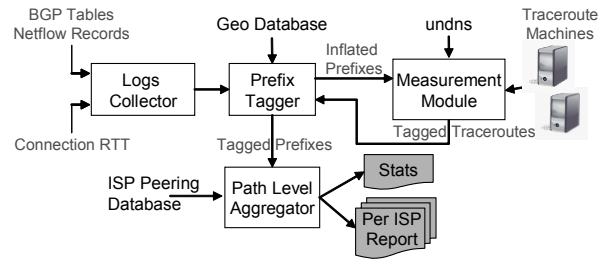 BGP Tables
Netflow Records
Geo Database
undns
Traceroute
Machines
Logs
Collector
Prefix
Tagger
Inflated
Prefixes
Measurement
Module
Connection RTT
Tagged Prefixes
Tagged Traceroutes
ISP Peering
Database
Path Level
Aggregator
Stats
Per ISP
Report